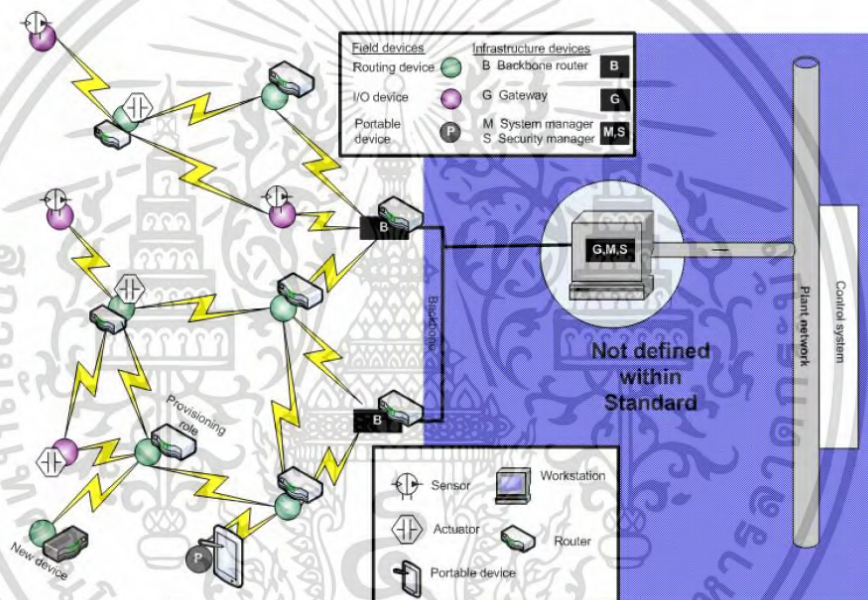 Field devices
Infrastructure devices
Routing device
B Backbone router
B
I/O device
G Gateway
G
Portable
device
P
M System manager
S Security manager
M,S
B
G,M,S
Backbone
Plant network
Control system
Not defined
within
Standard
B
Provisioning
role
New device
P
Sensor
Workstation
Actuator
Router
Portable device